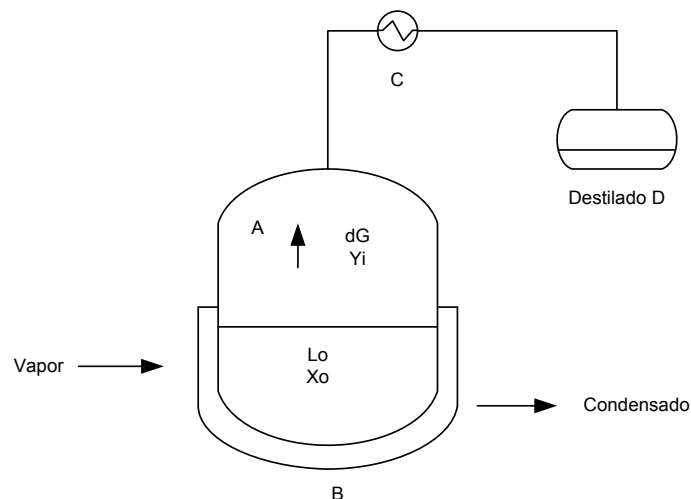 C
Destilado D
A
dG
Yi
Vapor
Lo
Xo
Condensado
B